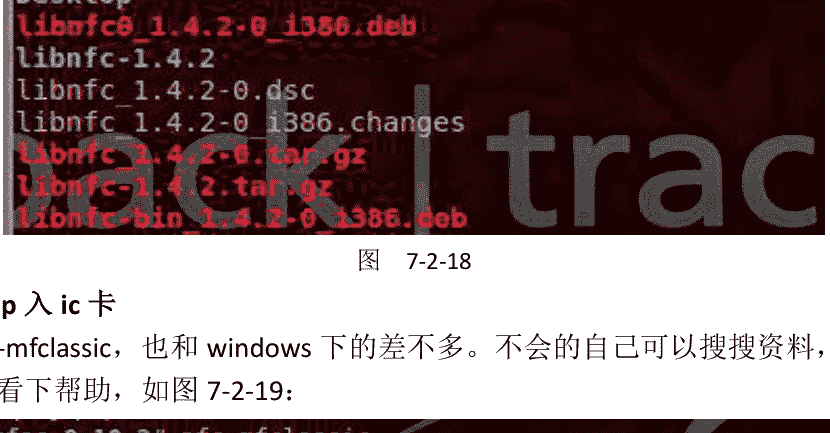 libnfc0_1.4.2-0_i386.deb
libnfc-1.4.2
libnfc_1.4.2-0.dsc
libnfc_1.4.2-0_i386.changes
libnfc_1.4.2-0.tar.gz
libnfc-1.4.2.tar.gz
libnfc-bin_1.4.2-0_i386.deb
back | trac
图 7-2-18
p 入 ic 卡
-mfclassic，也和 windows 下的差不多。不会的自己可以搜搜资料，
看下帮助，如图 7-2-19：